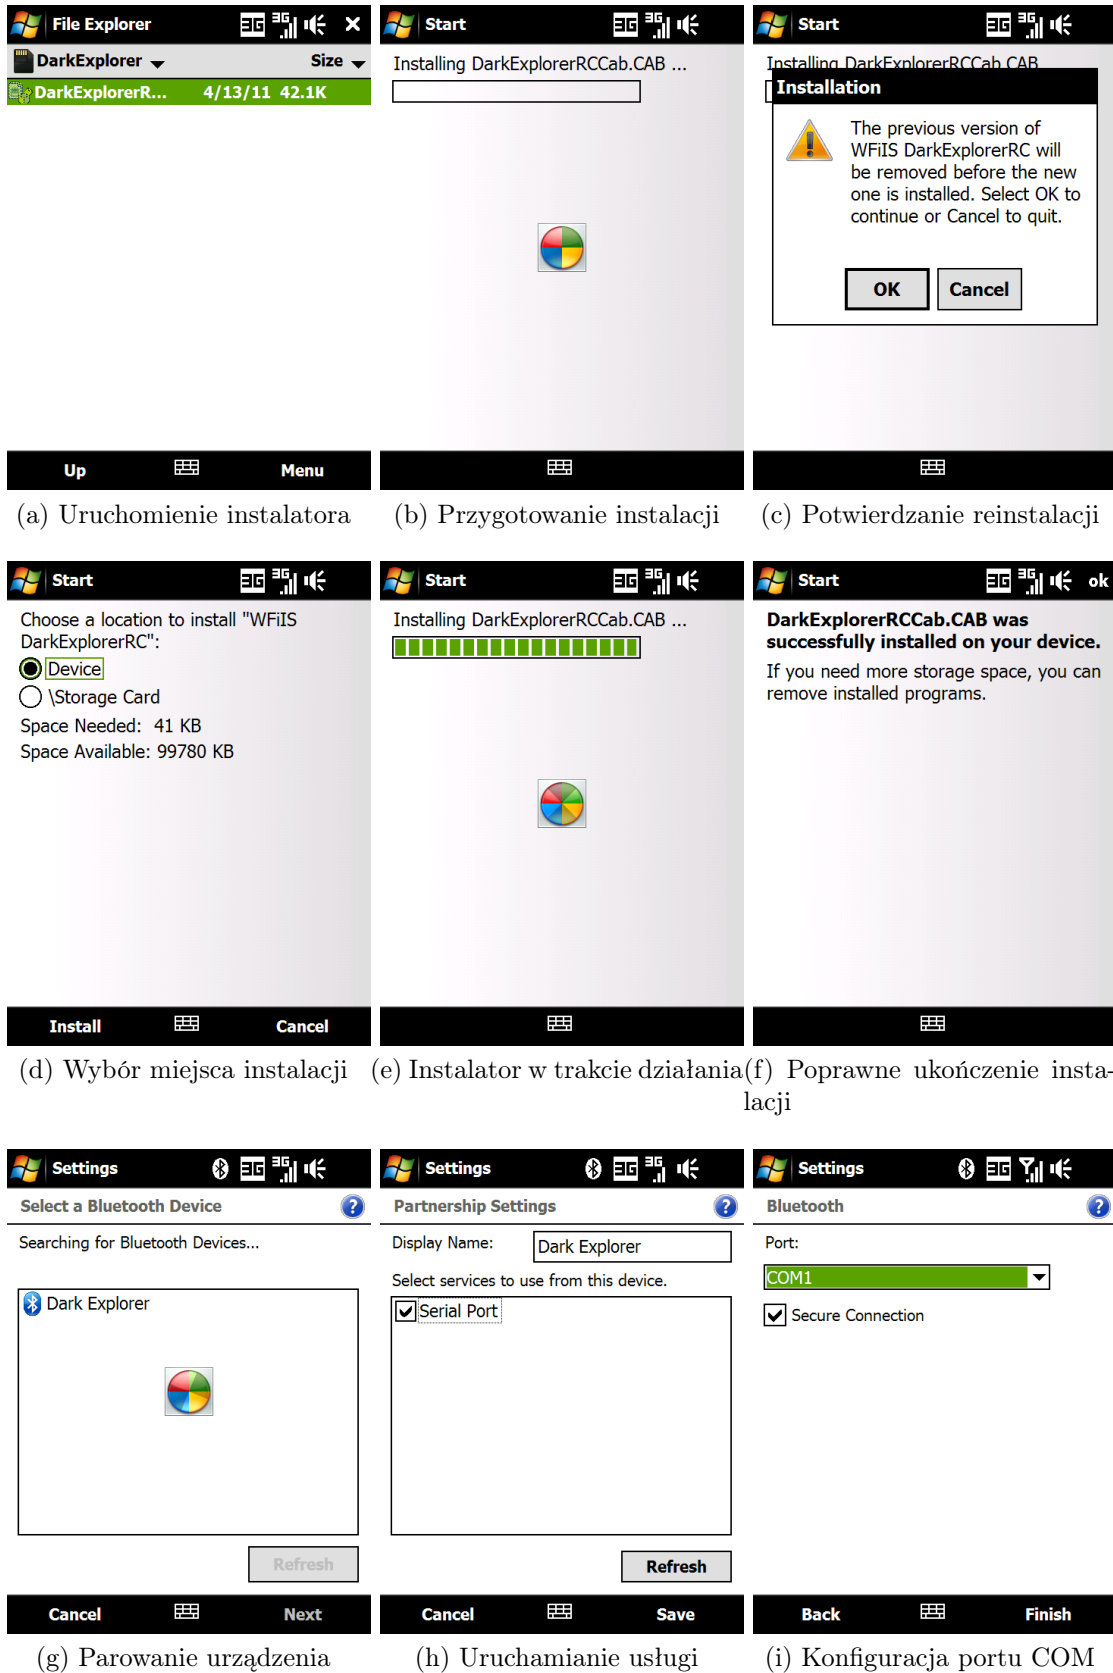 File Explorer
DarkExplorer Size
DarkExplorerR... 4/13/11 42.1K
Up Menu
(a) Uruchomienie instalatora
Start
Installing DarkExplorerRCCab.CAB ...
(b) Przygotowanie instalacji
Start
Installing DarkExplorerRCCab.CAB
Installation
The previous version of
WFiIS DarkExplorerRC will
be removed before the new
one is installed. Select OK to
continue or Cancel to quit.
OK Cancel
(c) Potwierdzanie reinstalacji
Start
Choose a location to install "WFiIS
DarkExplorerRC":
Device
\Storage Card
Space Needed: 41 KB
Space Available: 99780 KB
Install Cancel
(d) Wybór miejsca instalacji
Start
Installing DarkExplorerRCCab.CAB ...
(e) Instalator w trakcie działania
Start ok
DarkExplorerRCCab.CAB was
successfully installed on your device.
If you need more storage space, you can
remove installed programs.
(f) Poprawne ukończenie insta-
lacji
Settings
Select a Bluetooth Device
Searching for Bluetooth Devices...
Dark Explorer
Refresh
Cancel Next
(g) Parowanie urządzenia
Settings
Partnership Settings
Display Name: Dark Explorer
Select services to use from this device.
Serial Port
Refresh
Cancel Save
(h) Uruchamianie usługi
Settings
Bluetooth
Port:
COM1
Secure Connection
Back Finish
(i) Konfiguracja portu COM